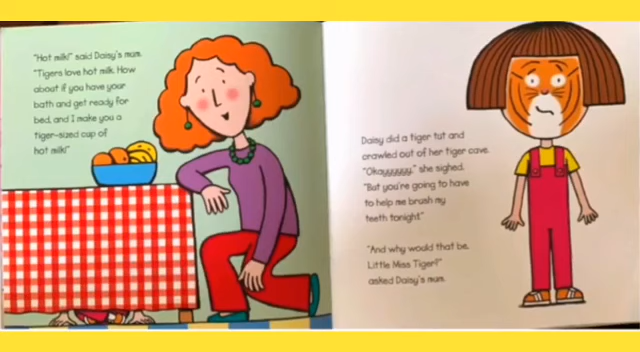 "Hot milk!" said Daisy's mum.
"Tigers love hot milk. How
about if you have your
bath and get ready for
bed, and I make you a
tiger-sized cup of
hot milk!"
Daisy did a tiger tut and
crawled out of her tiger cave.
"Okayyyyyy," she sighed.
"But you're going to have
to help me brush my
teeth tonight."
"And why would that be,
Little Miss Tiger?"
asked Daisy's mum.